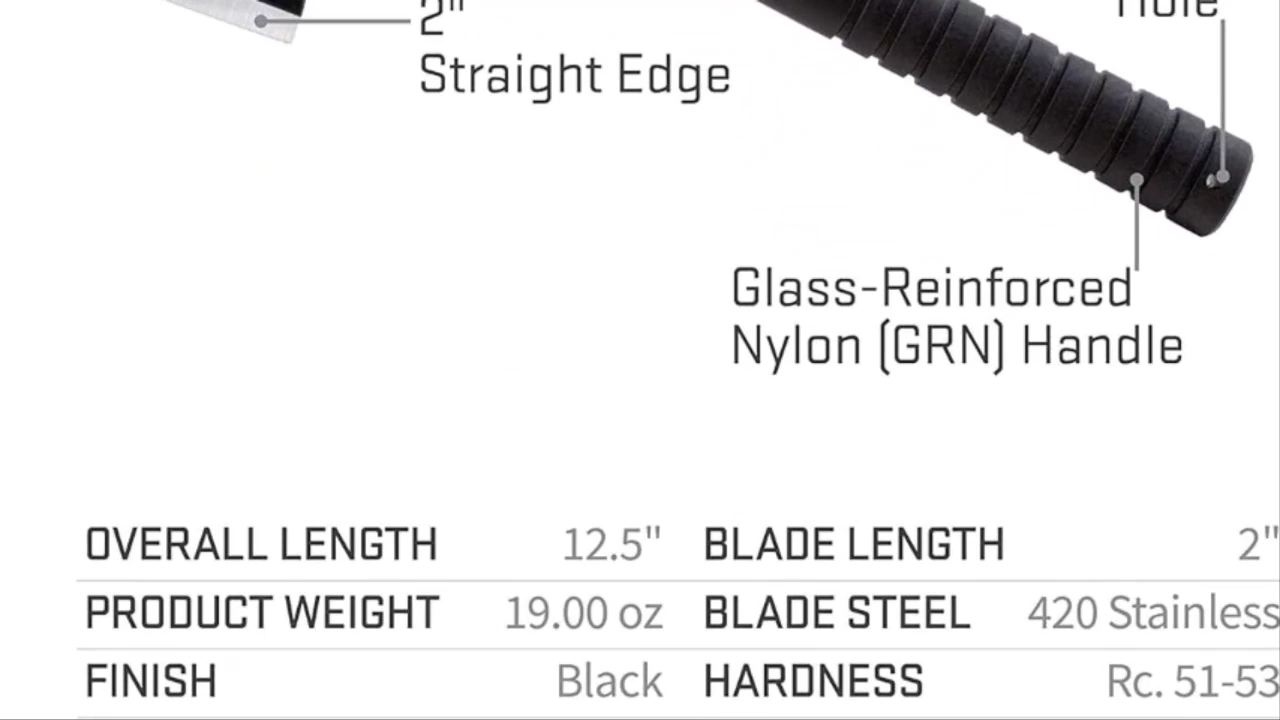 Hole
2"
Straight Edge
Glass-Reinforced
Nylon (GRN) Handle
OVERALL LENGTH 12.5" BLADE LENGTH 2"
PRODUCT WEIGHT 19.00 oz BLADE STEEL 420 Stainless
FINISH Black HARDNESS Rc. 51-53